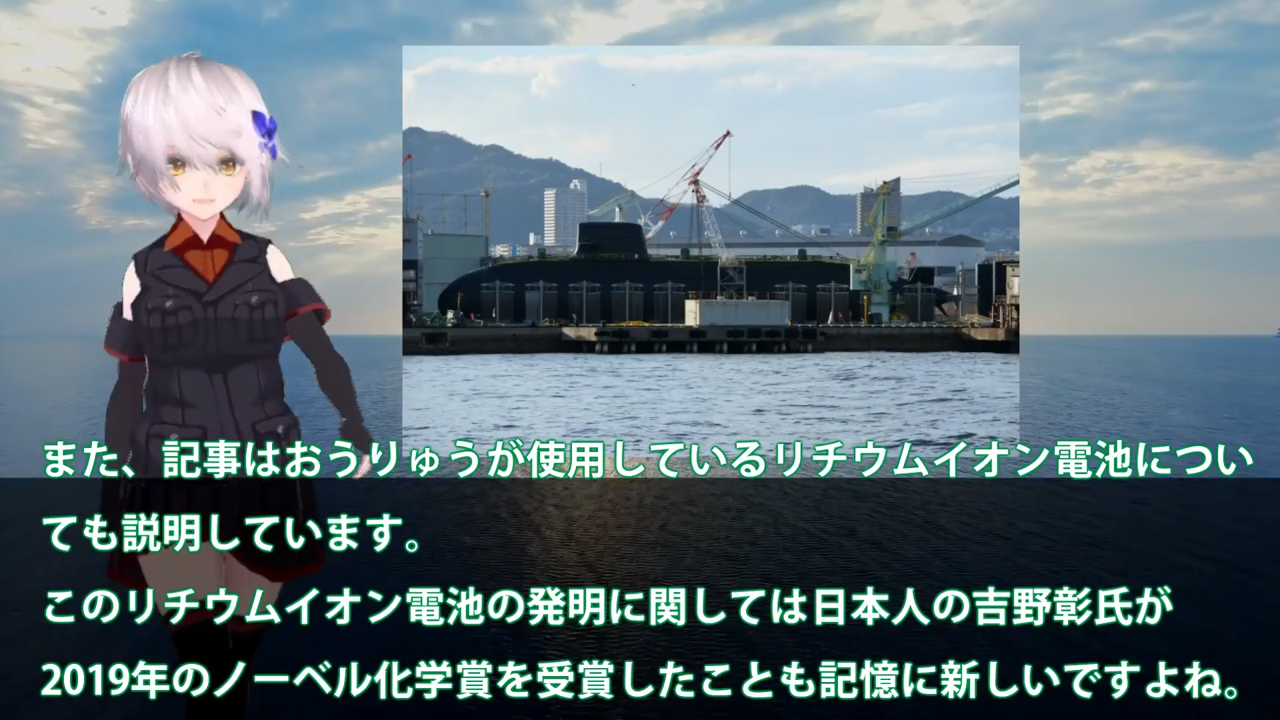 また、記事はおうりゅうが使用しているリチウムイオン電池につい
ても説明しています。
このリチウムイオン電池の発明に関しては日本人の吉野彰氏が
2019年のノーベル化学賞を受賞したことも記憶に新しいですよね。